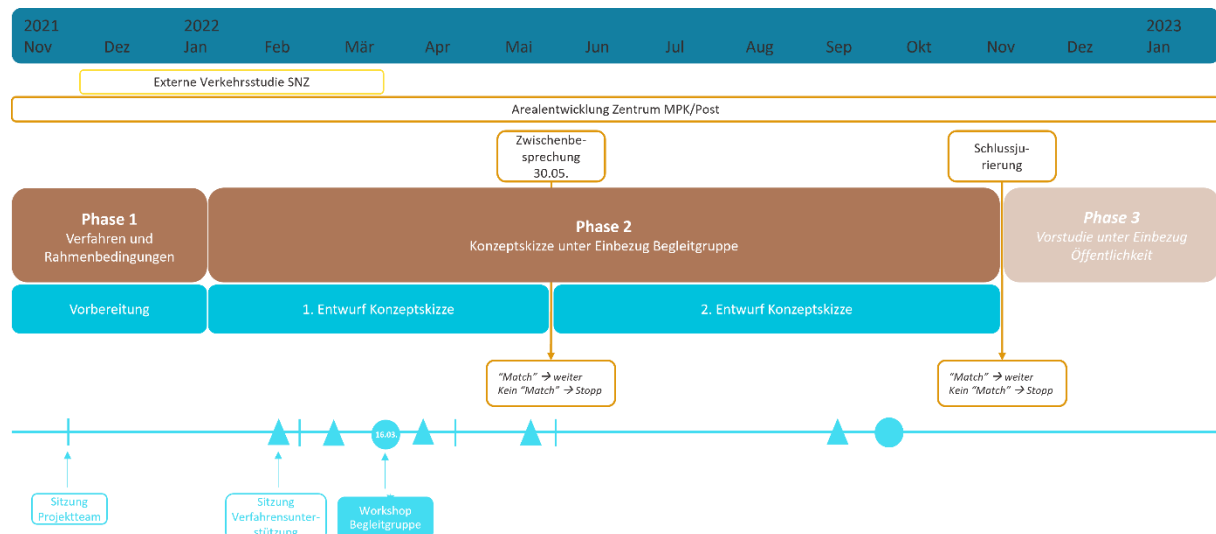 2021 2022 2023
Nov Dez Jan Feb Mär Apr Mai Jun Jul Aug Sep Okt Nov Dez Jan
Externe Verkehrsstudie SNZ
Arealentwicklung Zentrum MPK/Post
Zwischenbe-
sprechung
30.05.
Schlussju-
rierung
Phase 1
Verfahren und
Rahmenbedingungen
Phase 2
Konzeptskizze unter Einbezug Begleitgruppe
Phase 3
Vorstudie unter Einbezug
Öffentlichkeit
Vorbereitung
1. Entwurf Konzeptskizze
2. Entwurf Konzeptskizze
"Match" → weiter
Kein "Match" → Stopp
"Match" → weiter
Kein "Match" → Stopp
16.03.
Sitzung
Projektteam
Sitzung
Verfahrensunter-
stützung
Workshop
Begleitgruppe